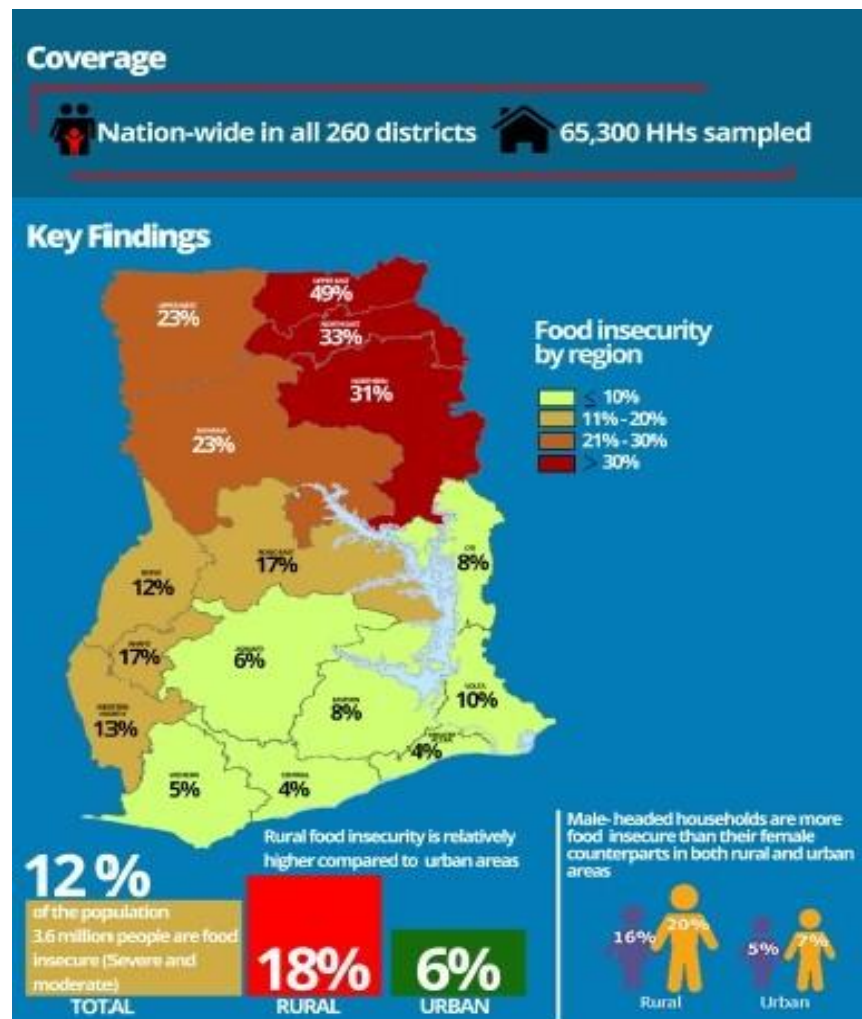 Coverage
Nation-wide in all 260 districts
65,300 HHs sampled
Key Findings
UPPER EAST
49%
UPPER WEST
23%
NORTHEAST
33%
NORTHERN
31%
SAVANNA
23%
Food insecurity
by region
≤ 10%
11% - 20%
21% - 30%
> 30%
BONO EAST
17%
OTI
8%
BONO
12%
AHAFO
17%
ASHANTI
6%
EASTERN
8%
VOLTA
10%
WESTERN
NORTH
13%
4%
WESTERN
5%
CENTRAL
4%
Rural food insecurity is relatively
higher compared to urban areas
12 %
of the population
3.6 million people are food
insecure (Severe and
moderate)
TOTAL
18%
RURAL
6%
URBAN
Male- headed households are more
food insecure than their female
counterparts in both rural and urban
areas
16%
20%
Rural
5%
7%
Urban